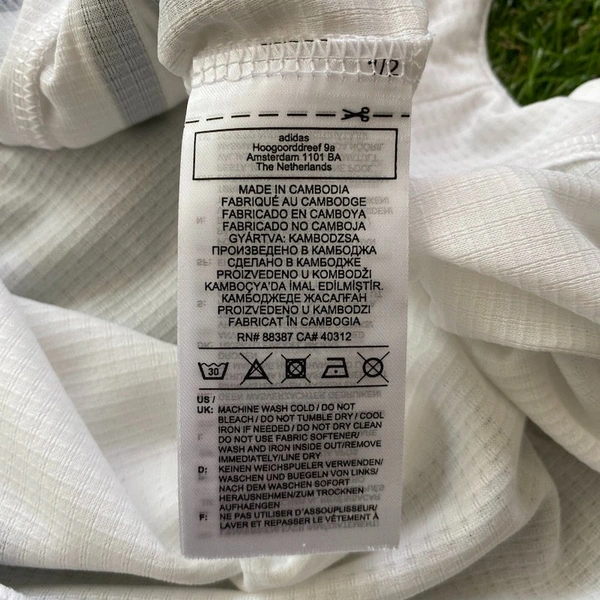 1/2
adidas
Hoogoorddreef 9a
Amsterdam 1101 BA
The Netherlands
MADE IN CAMBODIA
FABRIQUÉ AU CAMBODGE
FABRICADO EN CAMBOYA
FABRICADO NO CAMBOJA
GYÁRTVA: KAMBODZSA
ПРОИЗВЕДЕНО В КАМБОДЖА
СДЕЛАНО В КАМБОДЖЕ
PROIZVEDENO U KOMBODŽI
KAMBOÇYA'DA İMAL EDİLMİŞTİR.
КАМБОДЖЕДЕ ЖАСАЛҒАН
PROIZVEDENO U KAMBODZI
FABRICAT ÎN CAMBOGIA
RN# 88387 CA# 40312
30
US /
UK: MACHINE WASH COLD / DO NOT
BLEACH / DO NOT TUMBLE DRY / COOL
IRON IF NEEDED / DO NOT DRY CLEAN
DO NOT USE FABRIC SOFTENER/
WASH AND IRON INSIDE OUT/REMOVE
IMMEDIATELY/LINE DRY
D: KEINEN WEICHSPUELER VERWENDEN/
WASCHEN UND BUEGELN VON LINKS/
NACH DEM WASCHEN SOFORT
HERAUSNEHMEN/ZUM TROCKNEN
AUFHAENGEN
F: NE PAS UTILISER D'ASSOUPLISSEUR/
LAVER ET REPASSER LE VÊTEMENT À